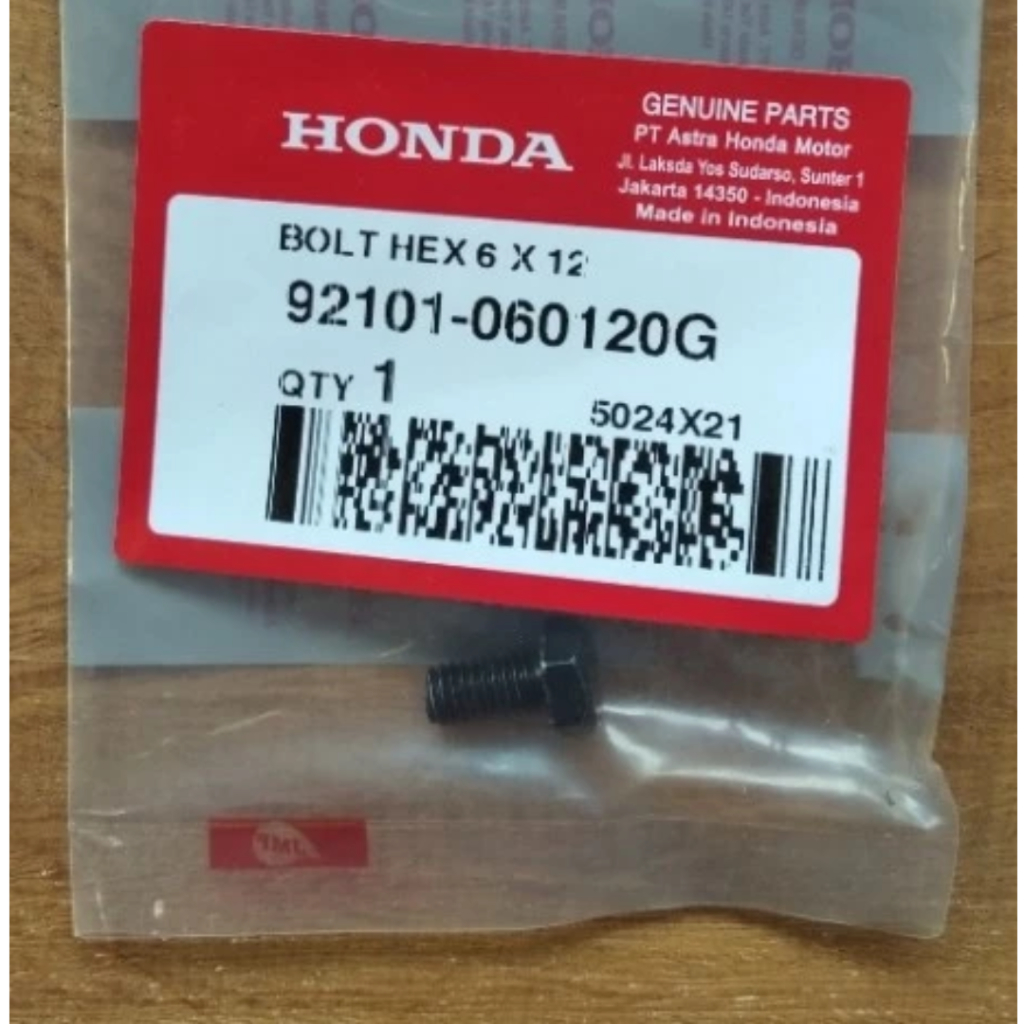 HONDA
GENUINE PARTS
PT Astra Honda Motor
Jl. Laksda Yos Sudarso, Sunter 1
Jakarta 14350 - Indonesia
Made in Indonesia
BOLT HEX 6 X 12
92101-060120G
QTY 1
5024X21